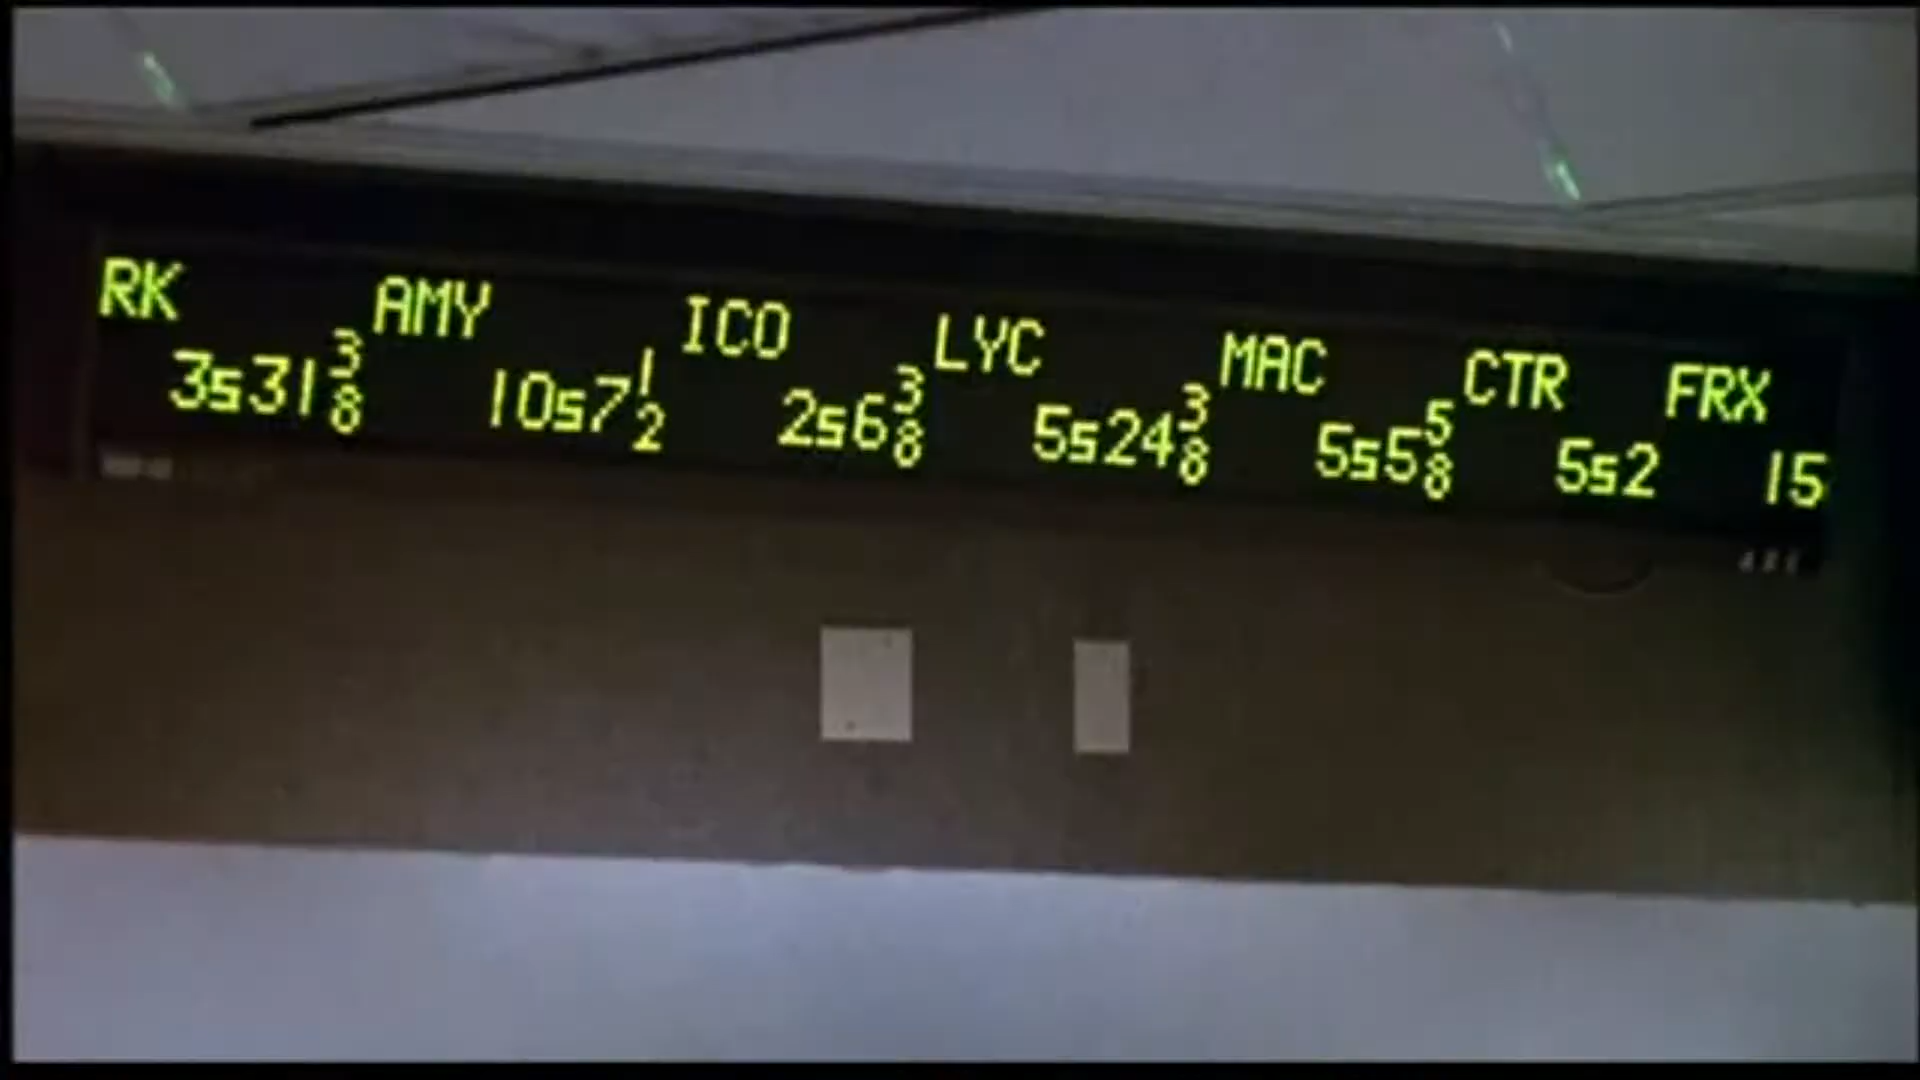 RK AMY ICO LYC MAC CTR FRX
3s31 3/8 10s7 1/2 2s6 3/8 5s24 3/8 5s5 5/8 5s2 15